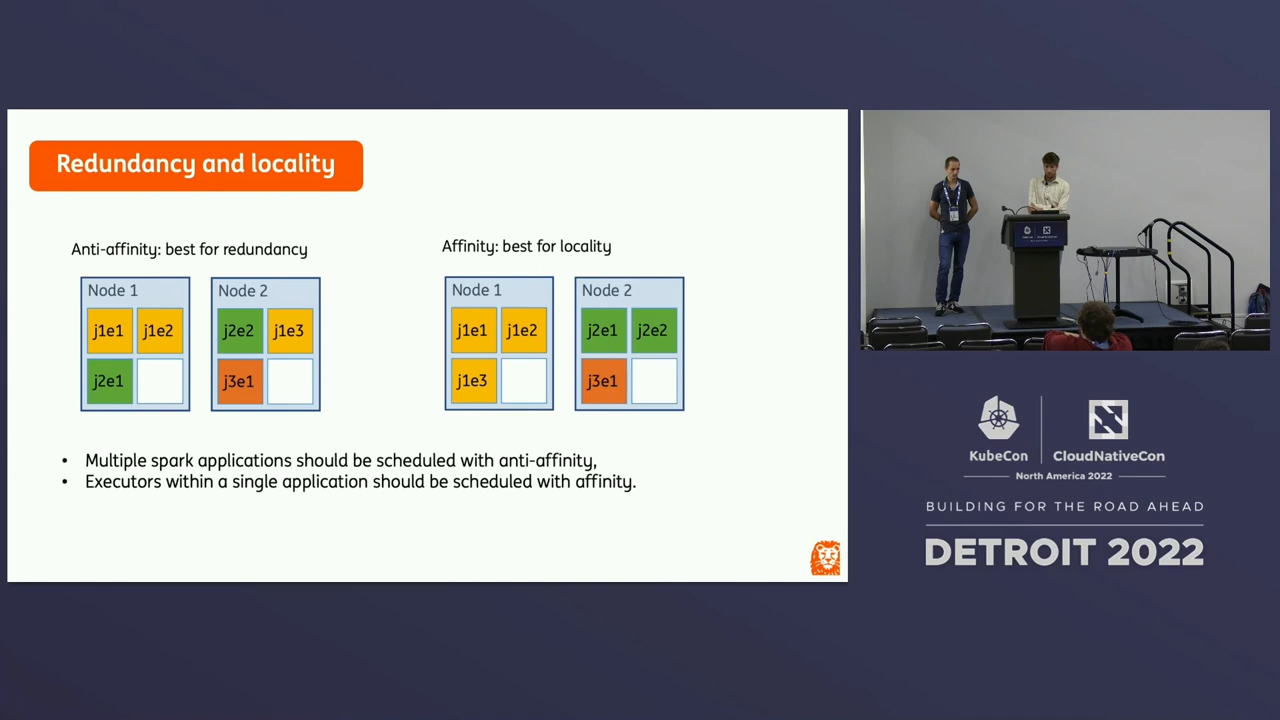 Redundancy and locality
Anti-affinity: best for redundancy
Node 1
j1e1 j1e2
j2e1
Node 2
j2e2 j1e3
j3e1
Affinity: best for locality
Node 1
j1e1 j1e2
j1e3
Node 2
j2e1 j2e2
j3e1
• Multiple spark applications should be scheduled with anti-affinity,
• Executors within a single application should be scheduled with affinity.
KubeCon CloudNativeCon
North America 2022
BUILDING FOR THE ROAD AHEAD
DETROIT 2022